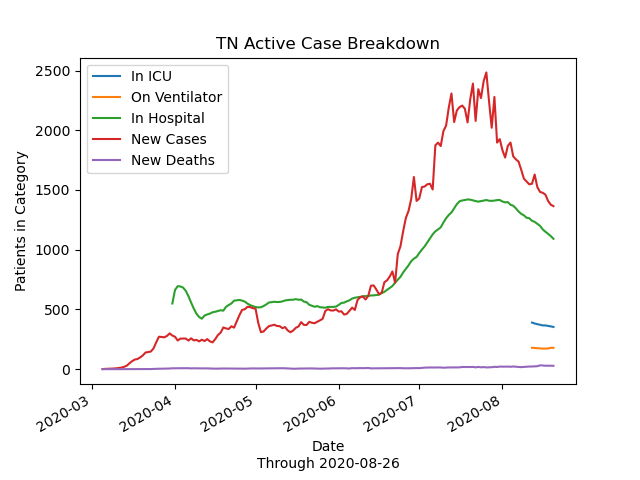 TN Active Case Breakdown
In ICU
On Ventilator
In Hospital
New Cases
New Deaths
Patients in Category
2500
2000
1500
1000
500
0
2020-03
2020-04
2020-05
2020-06
2020-07
2020-08
Date
Through 2020-08-26